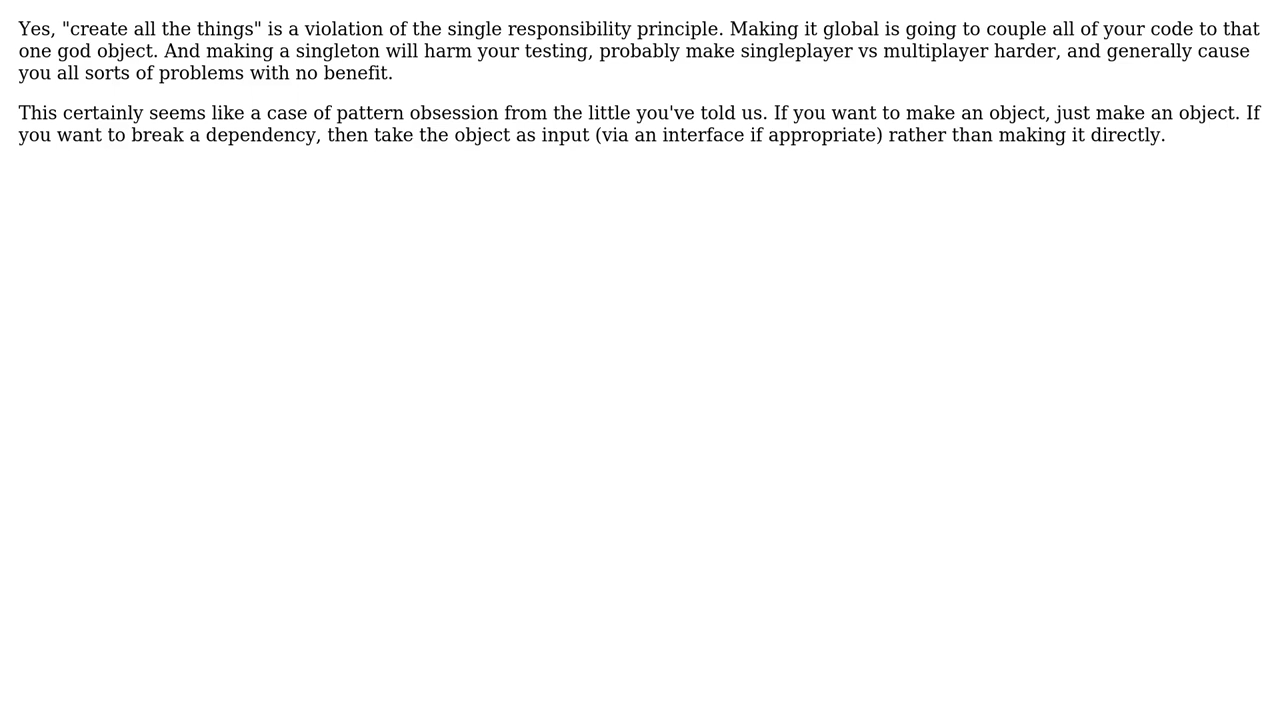 Yes, "create all the things" is a violation of the single responsibility principle. Making it global is going to couple all of your code to that
one god object. And making a singleton will harm your testing, probably make singleplayer vs multiplayer harder, and generally cause
you all sorts of problems with no benefit.
This certainly seems like a case of pattern obsession from the little you've told us. If you want to make an object, just make an object. If
you want to break a dependency, then take the object as input (via an interface if appropriate) rather than making it directly.